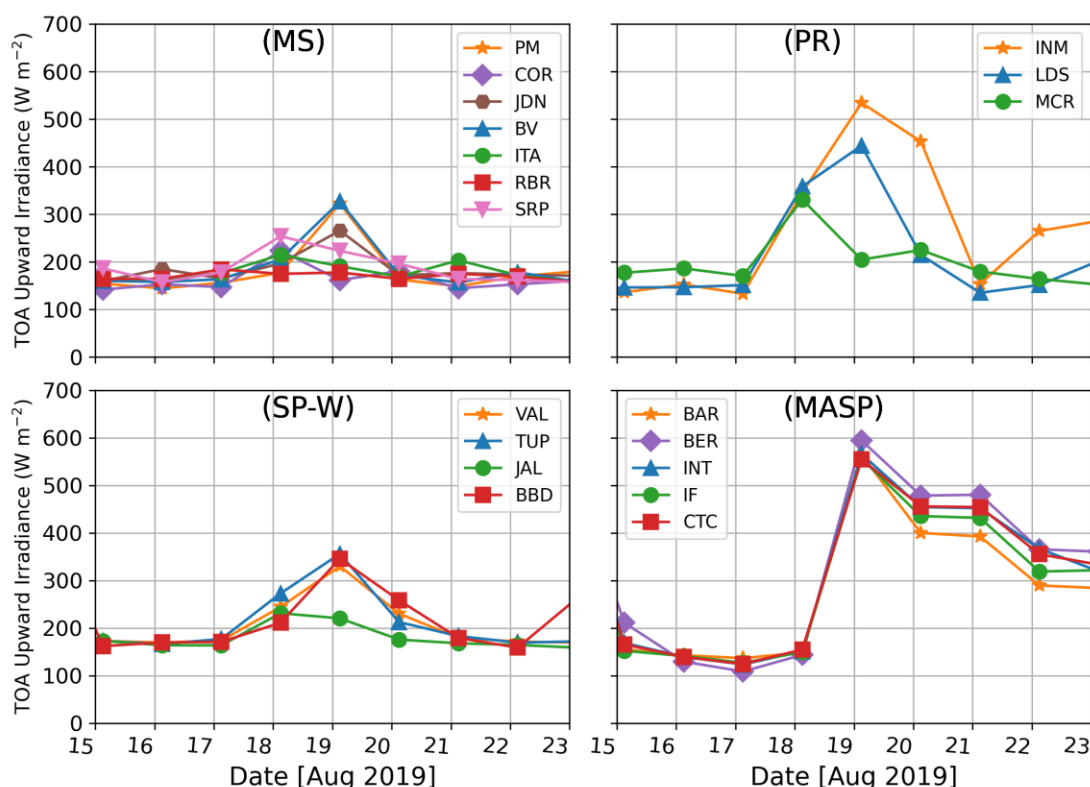 (MS)
(PR)
TOA Upward Irradiance (W m⁻²)
700
600
500
400
300
200
100
0
PM
COR
JDN
BV
ITA
RBR
SRP
INM
LDS
MCR
(SP-W)
(MASP)
TOA Upward Irradiance (W m⁻²)
700
600
500
400
300
200
100
0
VAL
TUP
JAL
BBD
BAR
BER
INT
IF
CTC
15 16 17 18 19 20 21 22 23
15 16 17 18 19 20 21 22 23
Date [Aug 2019]
Date [Aug 2019]